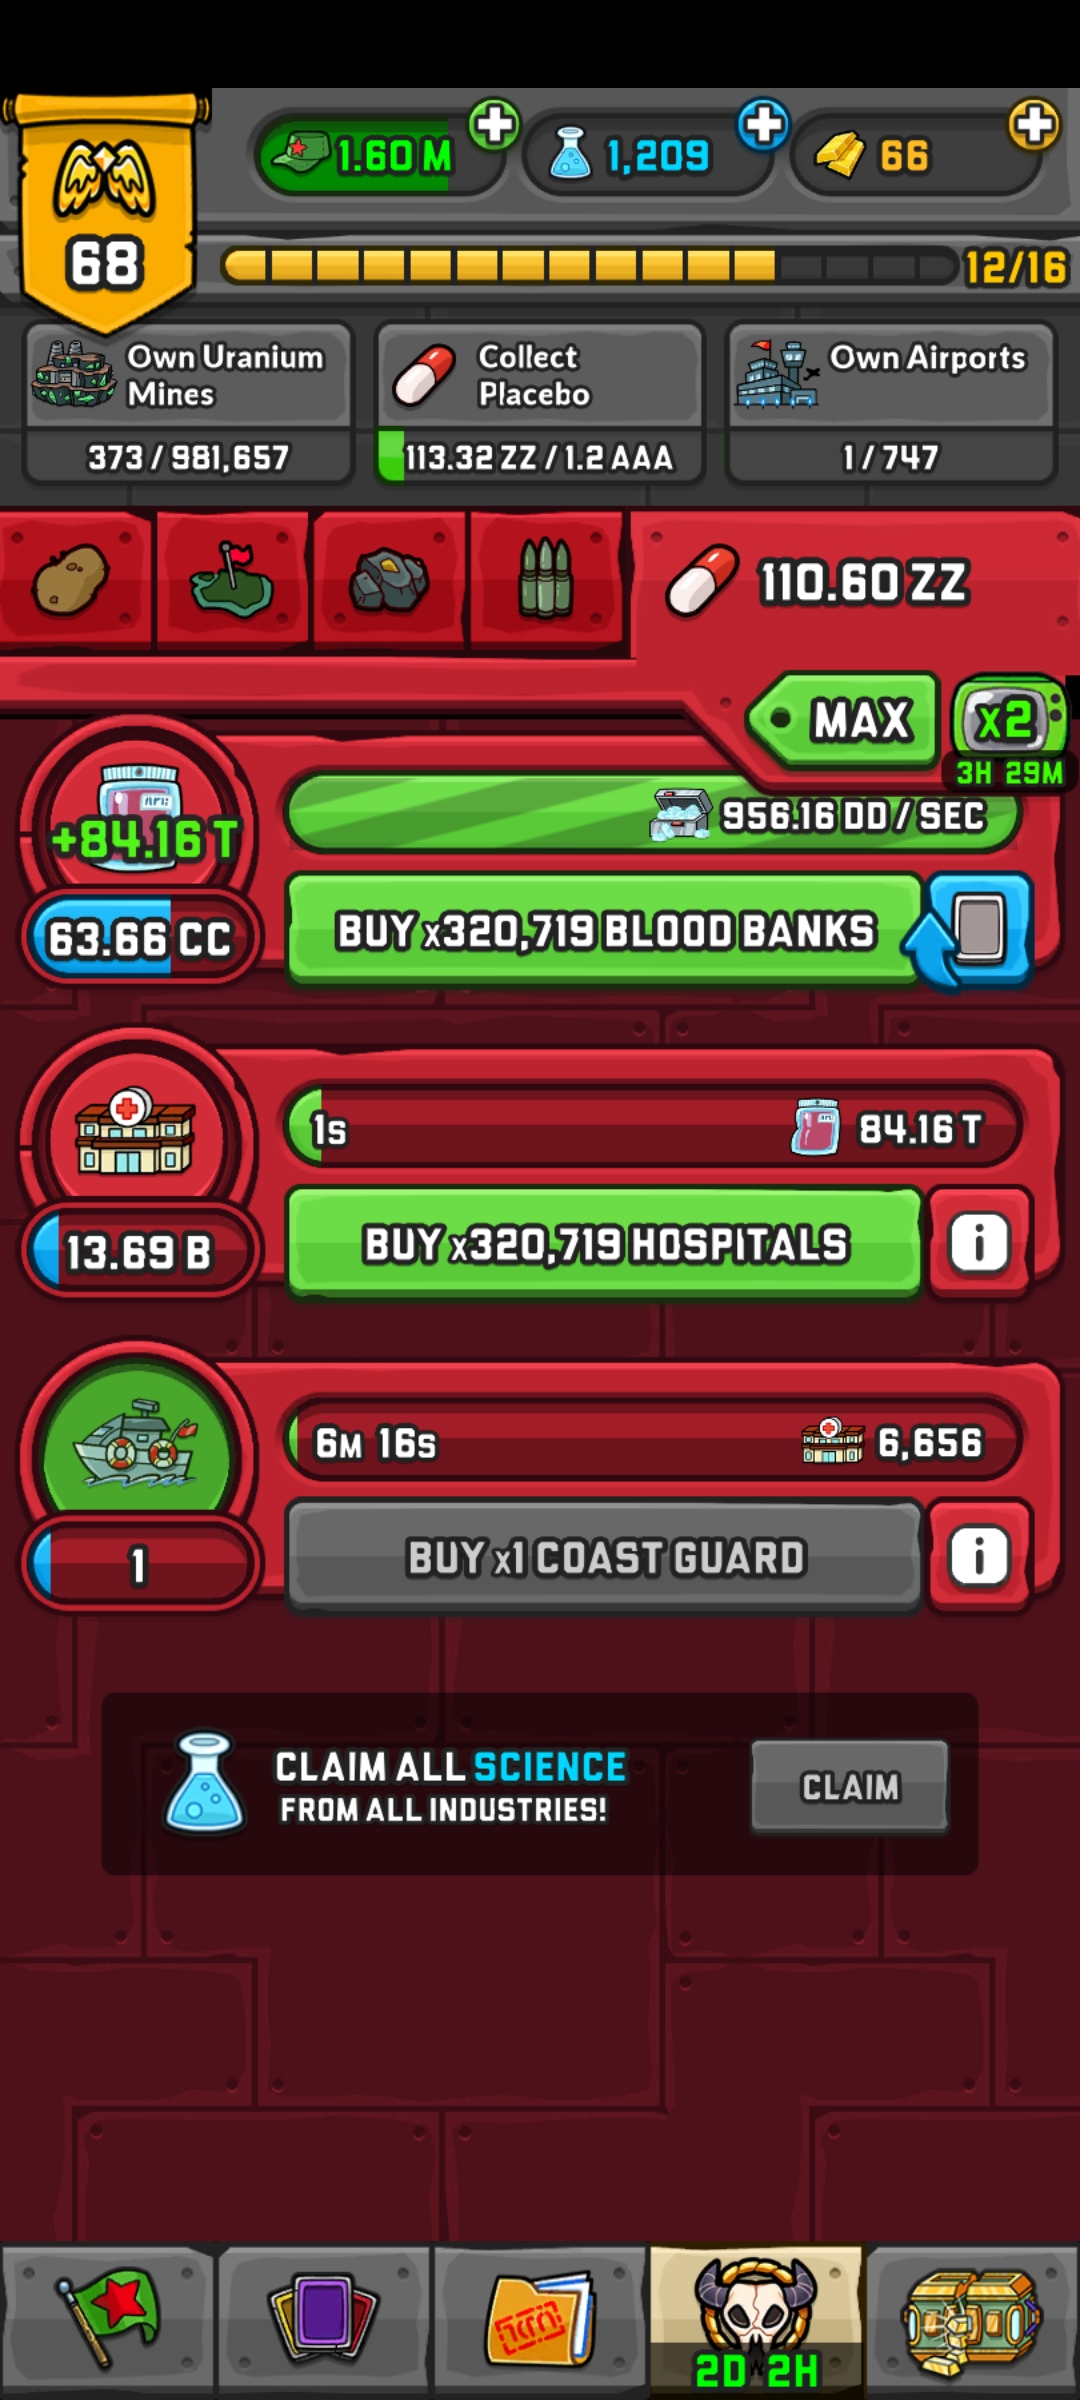 1.60 M
1,209
66
68
12/16
Own Uranium
Mines
373 / 981,657
Collect
Placebo
113.32 ZZ / 1.2 AAA
Own Airports
1 / 747
110.60 ZZ
MAX
x2
3H 29M
+84.16 T
956.16 DD / SEC
63.66 CC
BUY x320,719 BLOOD BANKS
1s
84.16 T
13.69 B
BUY x320,719 HOSPITALS
i
6M 16s
6,656
1
BUY x1 COAST GUARD
i
CLAIM ALL SCIENCE
FROM ALL INDUSTRIES!
CLAIM
2D 2H